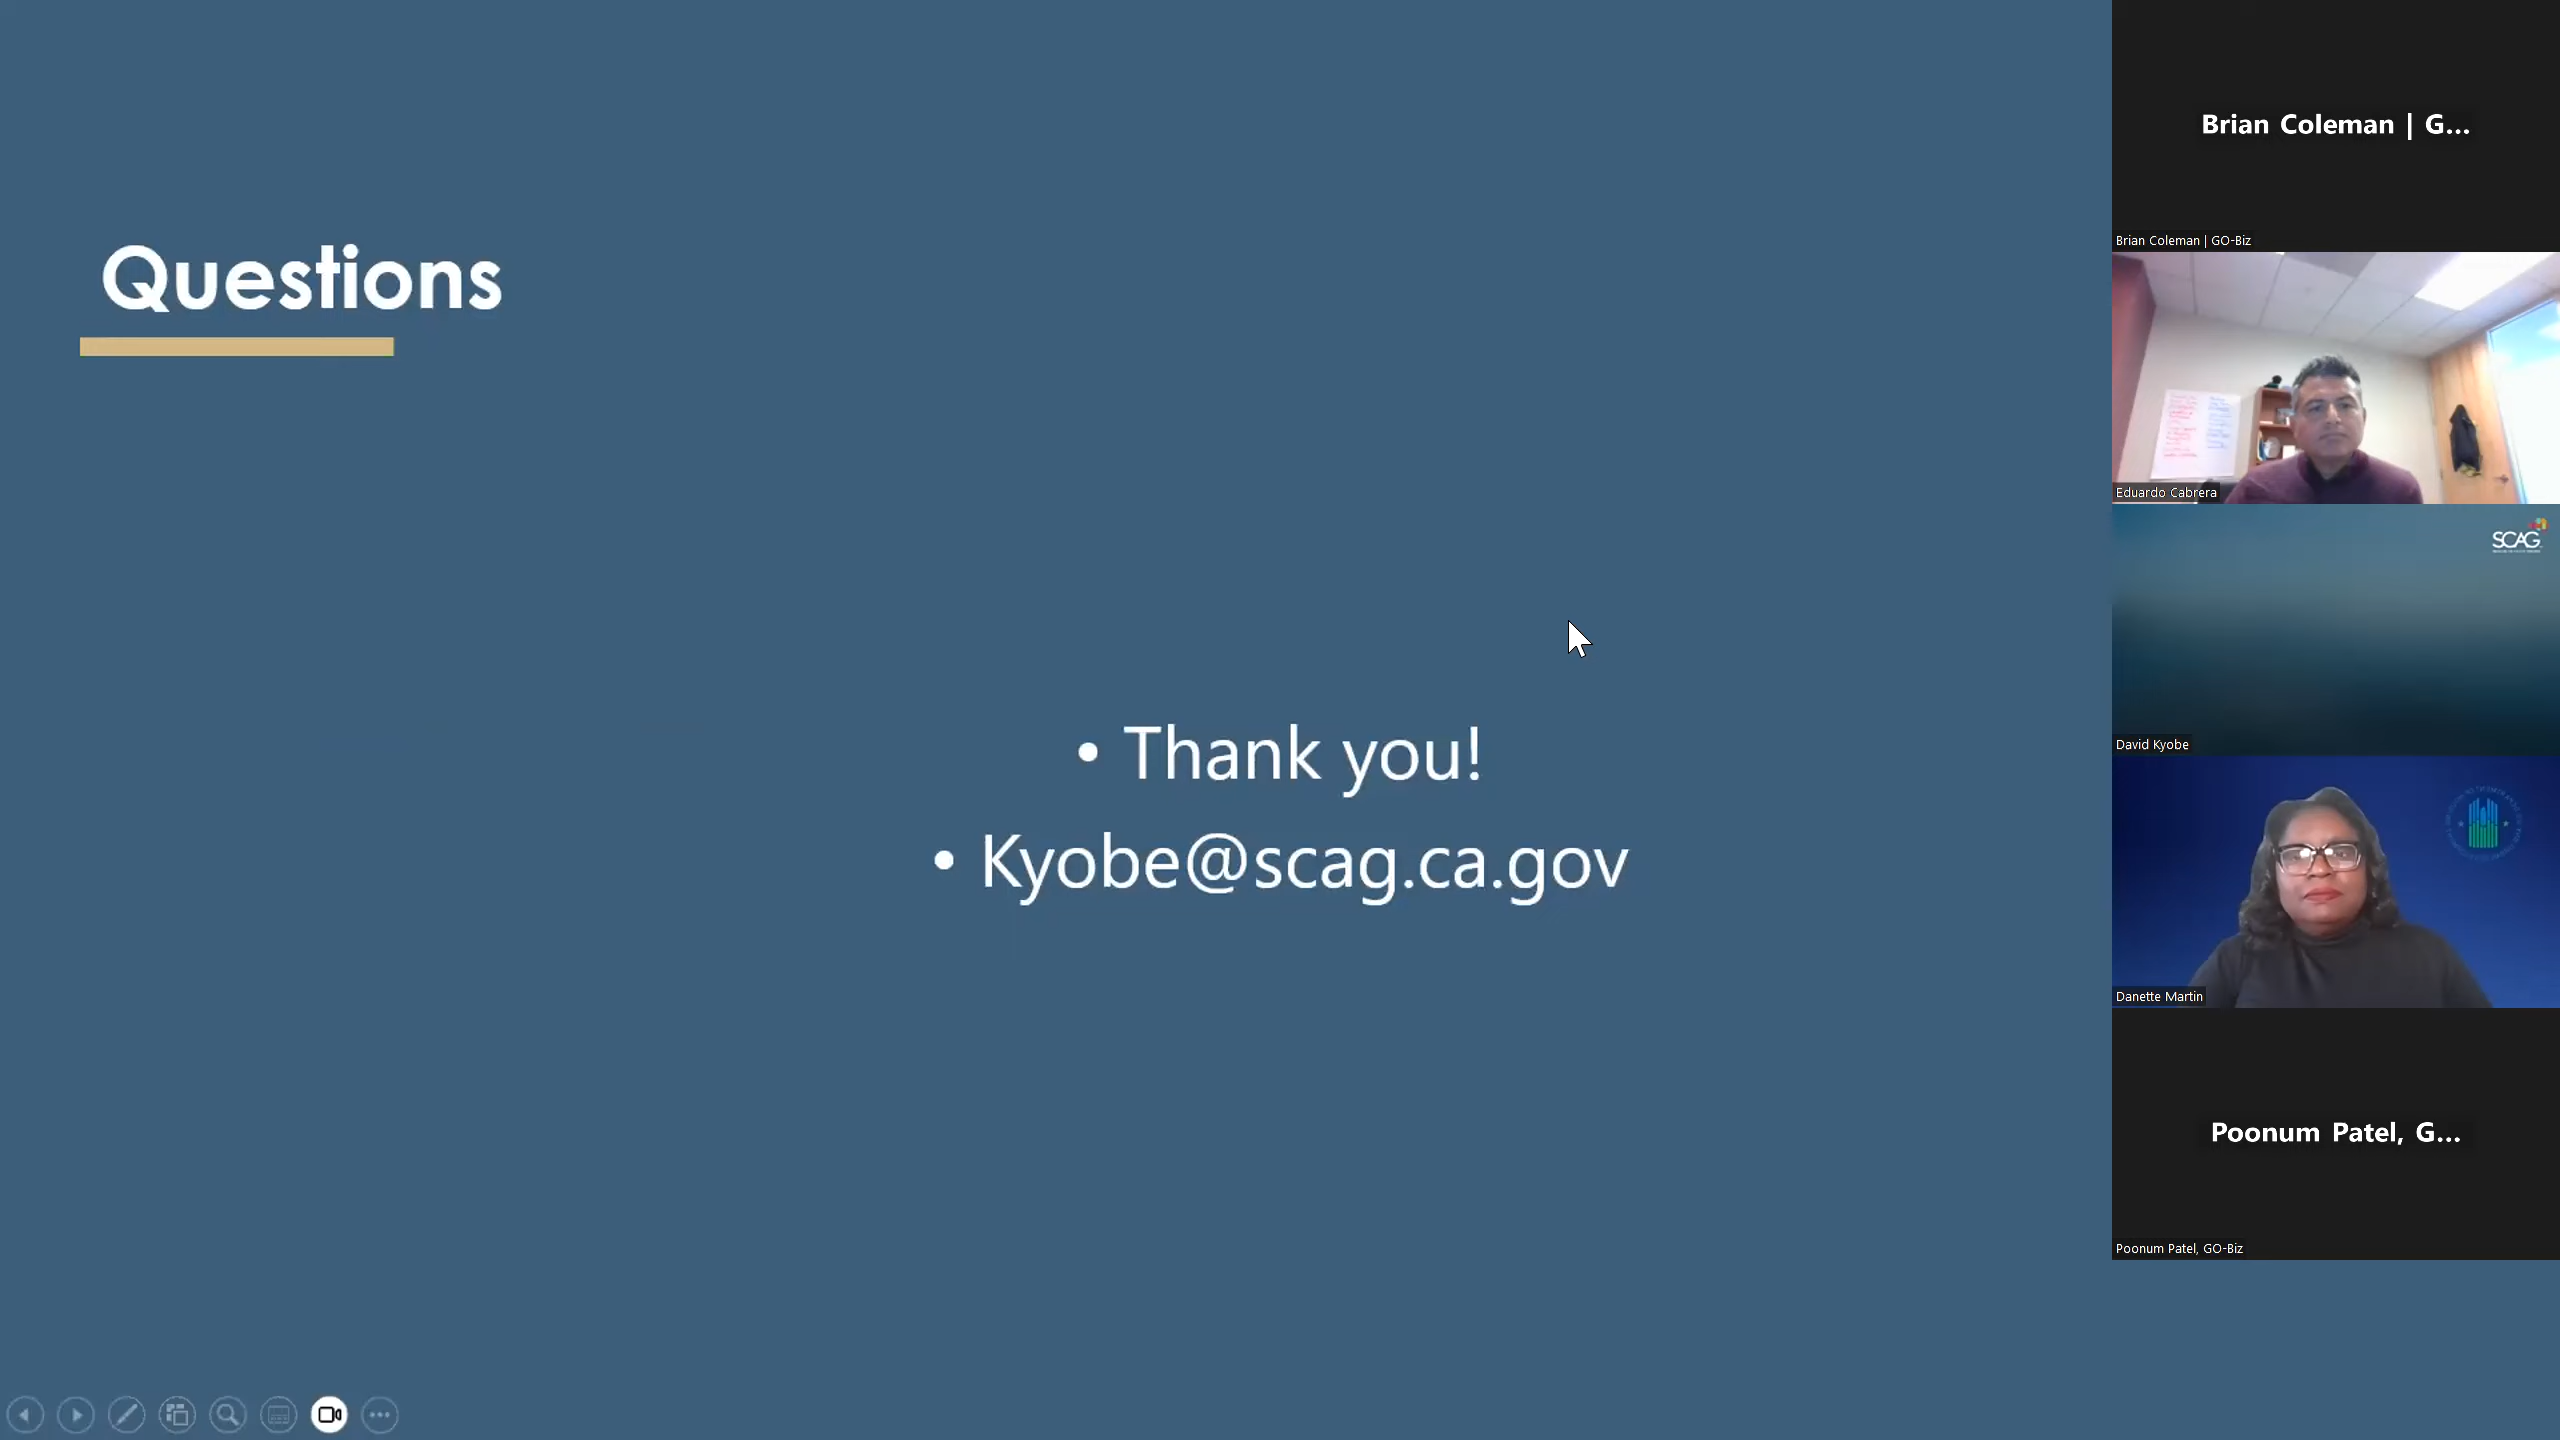 Questions
• Thank you!
• Kyobe@scag.ca.gov
Brian Coleman | G...
Brian Coleman | GO-Biz
Eduardo Cabrera
SCAG
David Kyobe
Danette Martin
Poonum Patel, G...
Poonum Patel, GO-Biz